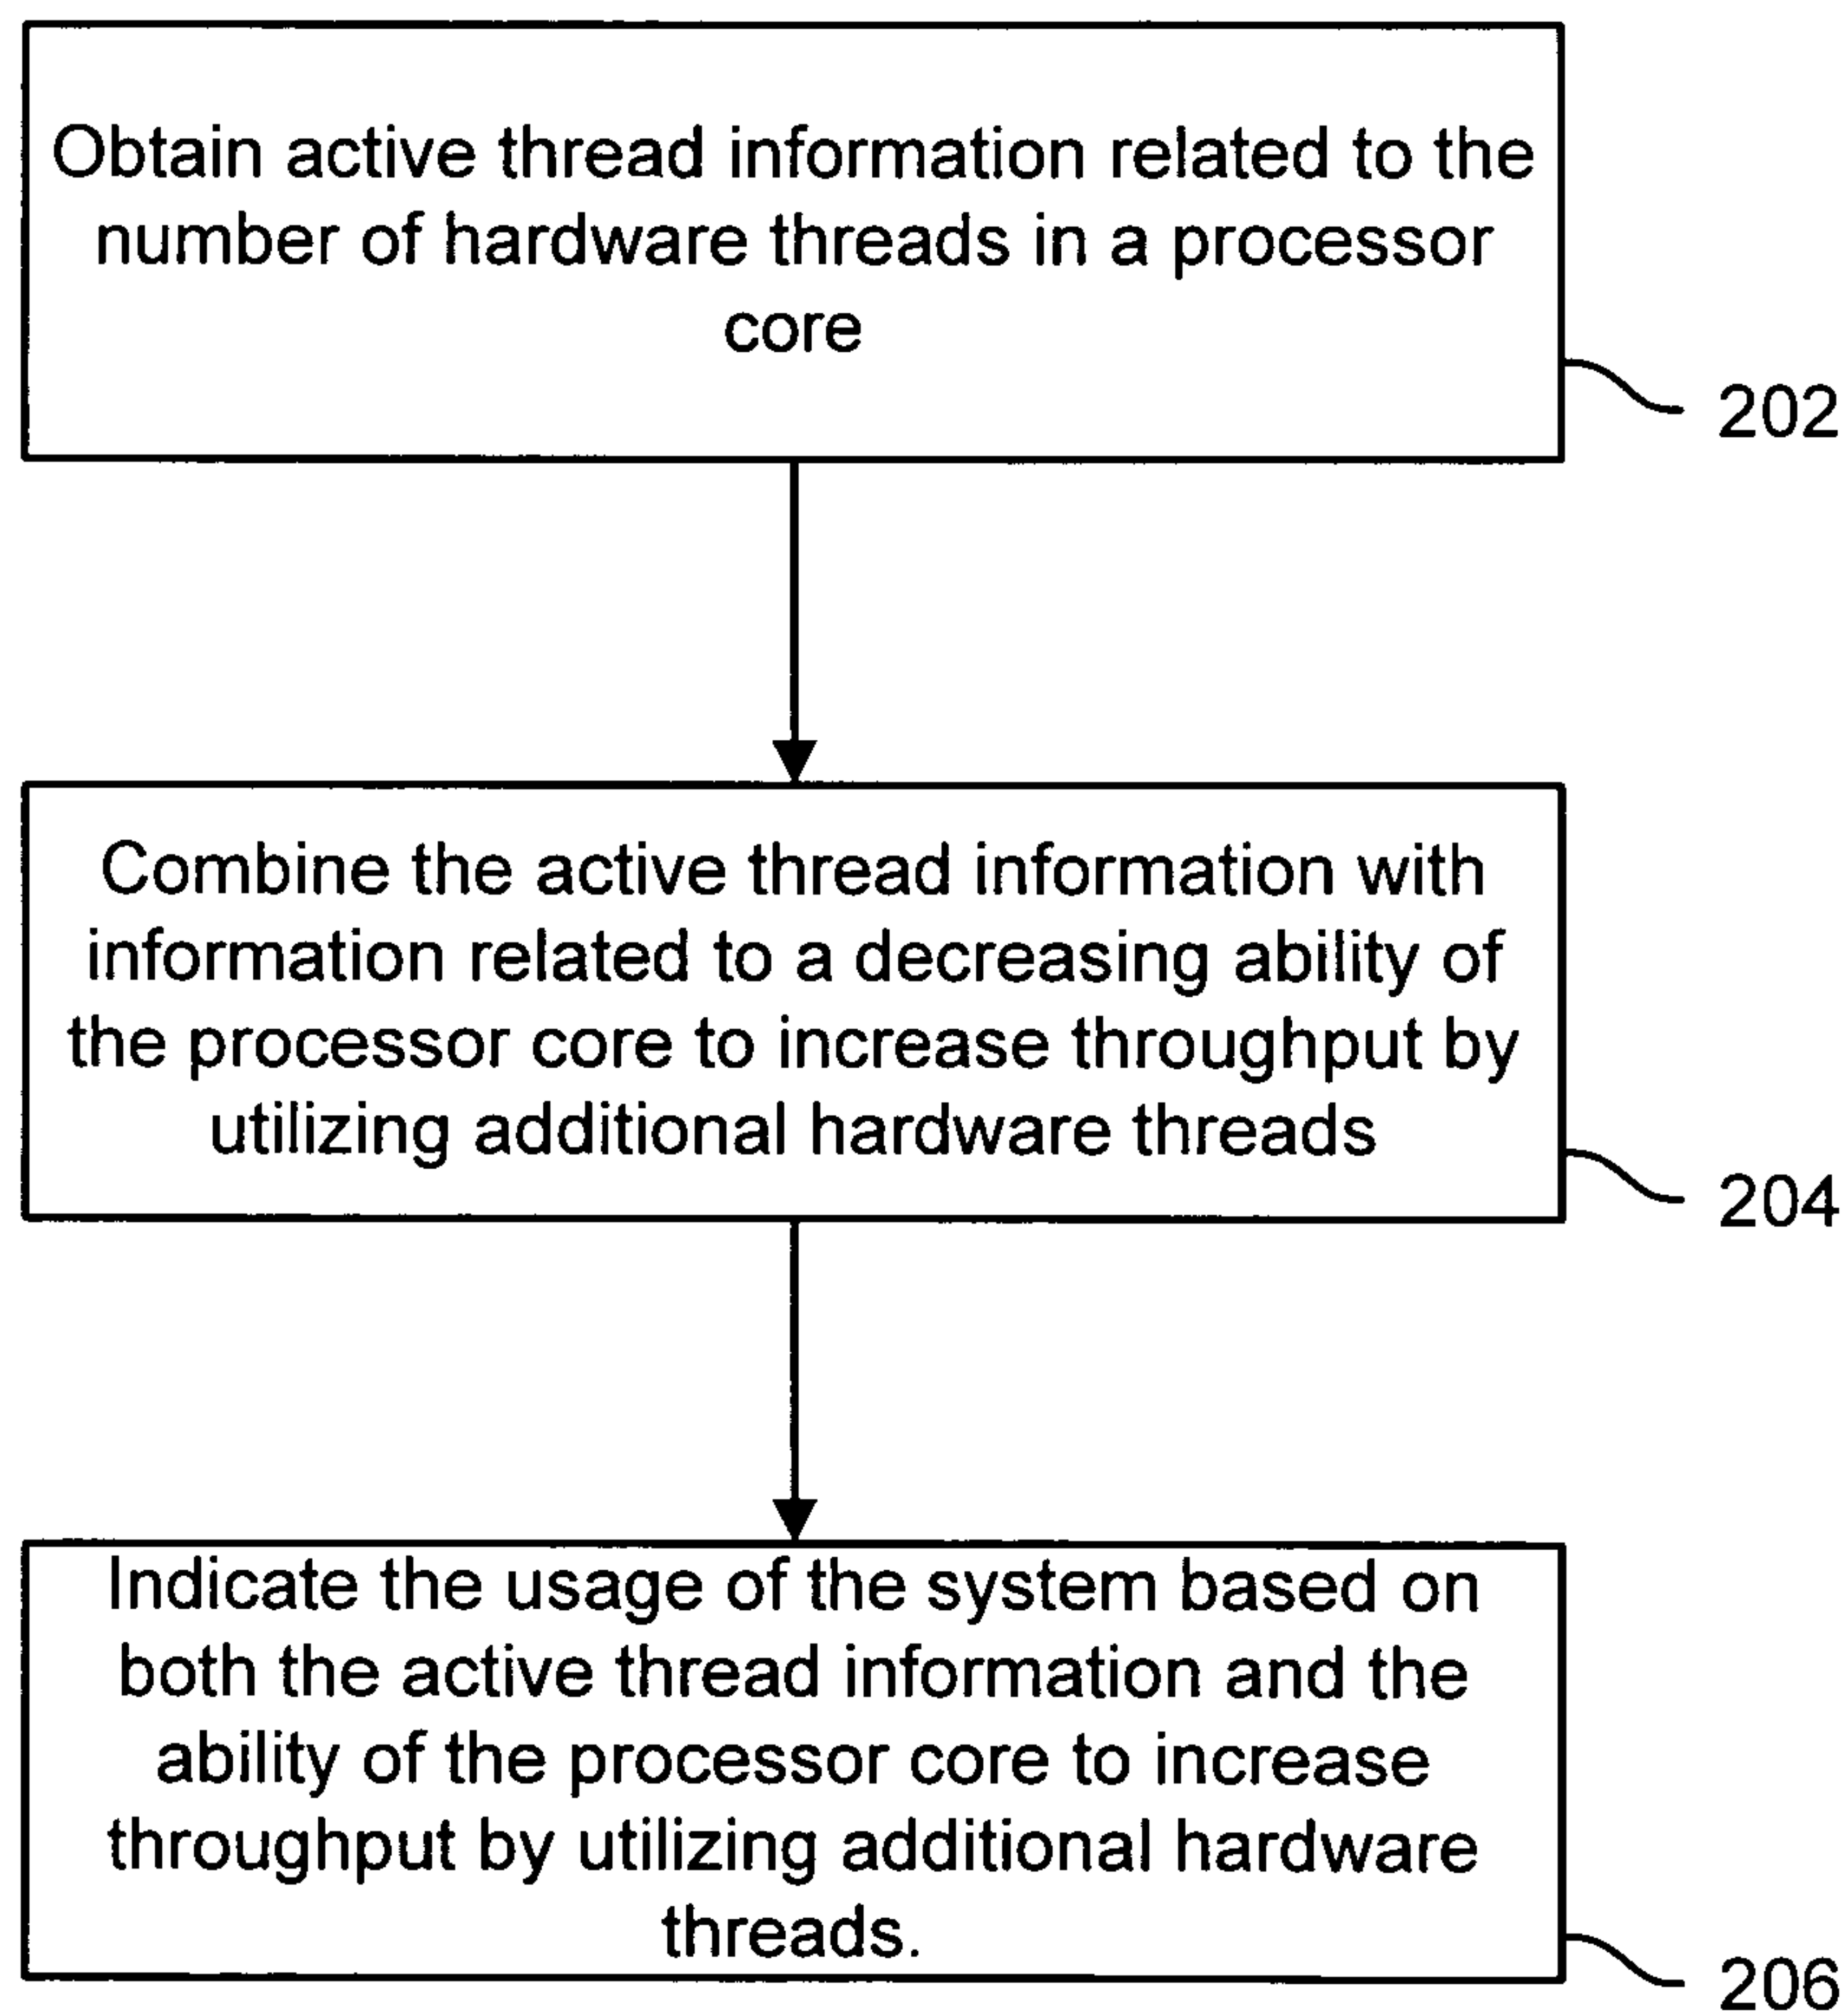 Obtain active thread information related to the
number of hardware threads in a processor
core
202
Combine the active thread information with
information related to a decreasing ability of
the processor core to increase throughput by
utilizing additional hardware threads
204
Indicate the usage of the system based on
both the active thread information and the
ability of the processor core to increase
throughput by utilizing additional hardware
threads.
206